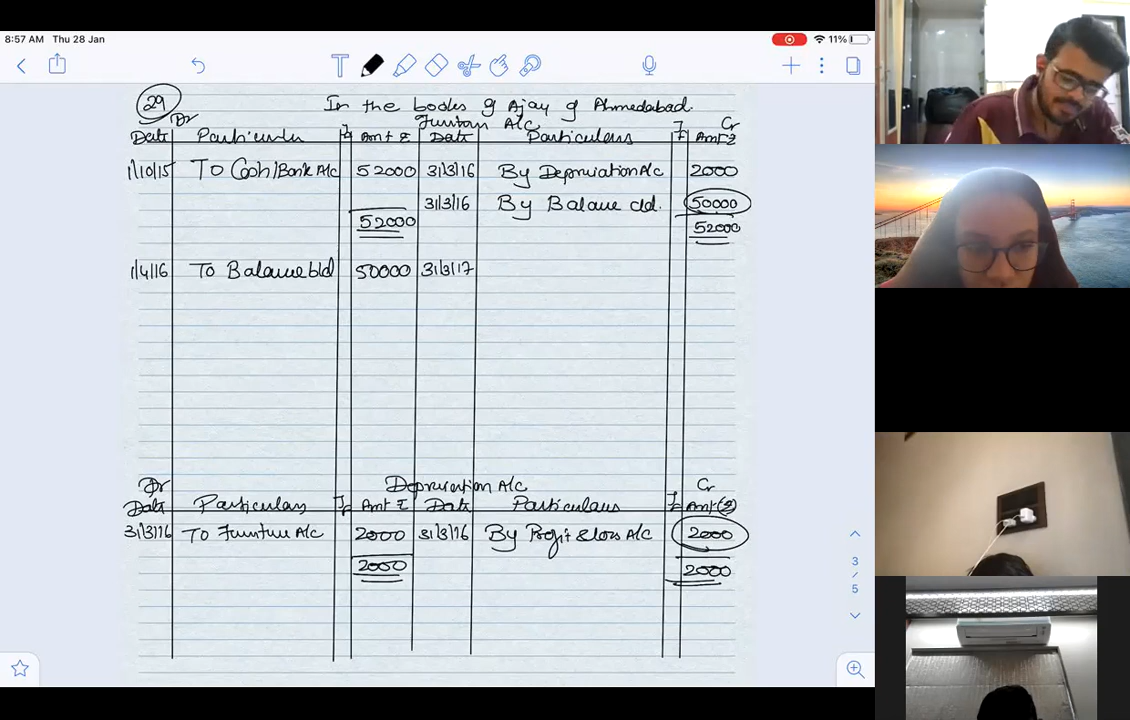 8:57 AM Thu 28 Jan 11%
29 In the books of Ajay of Ahmedabad.
Dr Furniture A/c Cr
Date Particulars J.F Amt ₹ Date Particulars J.F Amt ₹
1/10/15 To Cash/Bank A/c 52000 31/3/16 By Depreciation A/c 2000
31/3/16 By Balance c/d. 50000
52000 52000
1/4/16 To Balance b/d 50000 31/3/17
Dr Depreciation A/c Cr
Date Particulars J.F Amt ₹ Date Particulars J.F Amt (₹)
31/3/16 To Furniture A/c 2000 31/3/16 By Profit & Loss A/c 2000
2000 2000
3
/
5